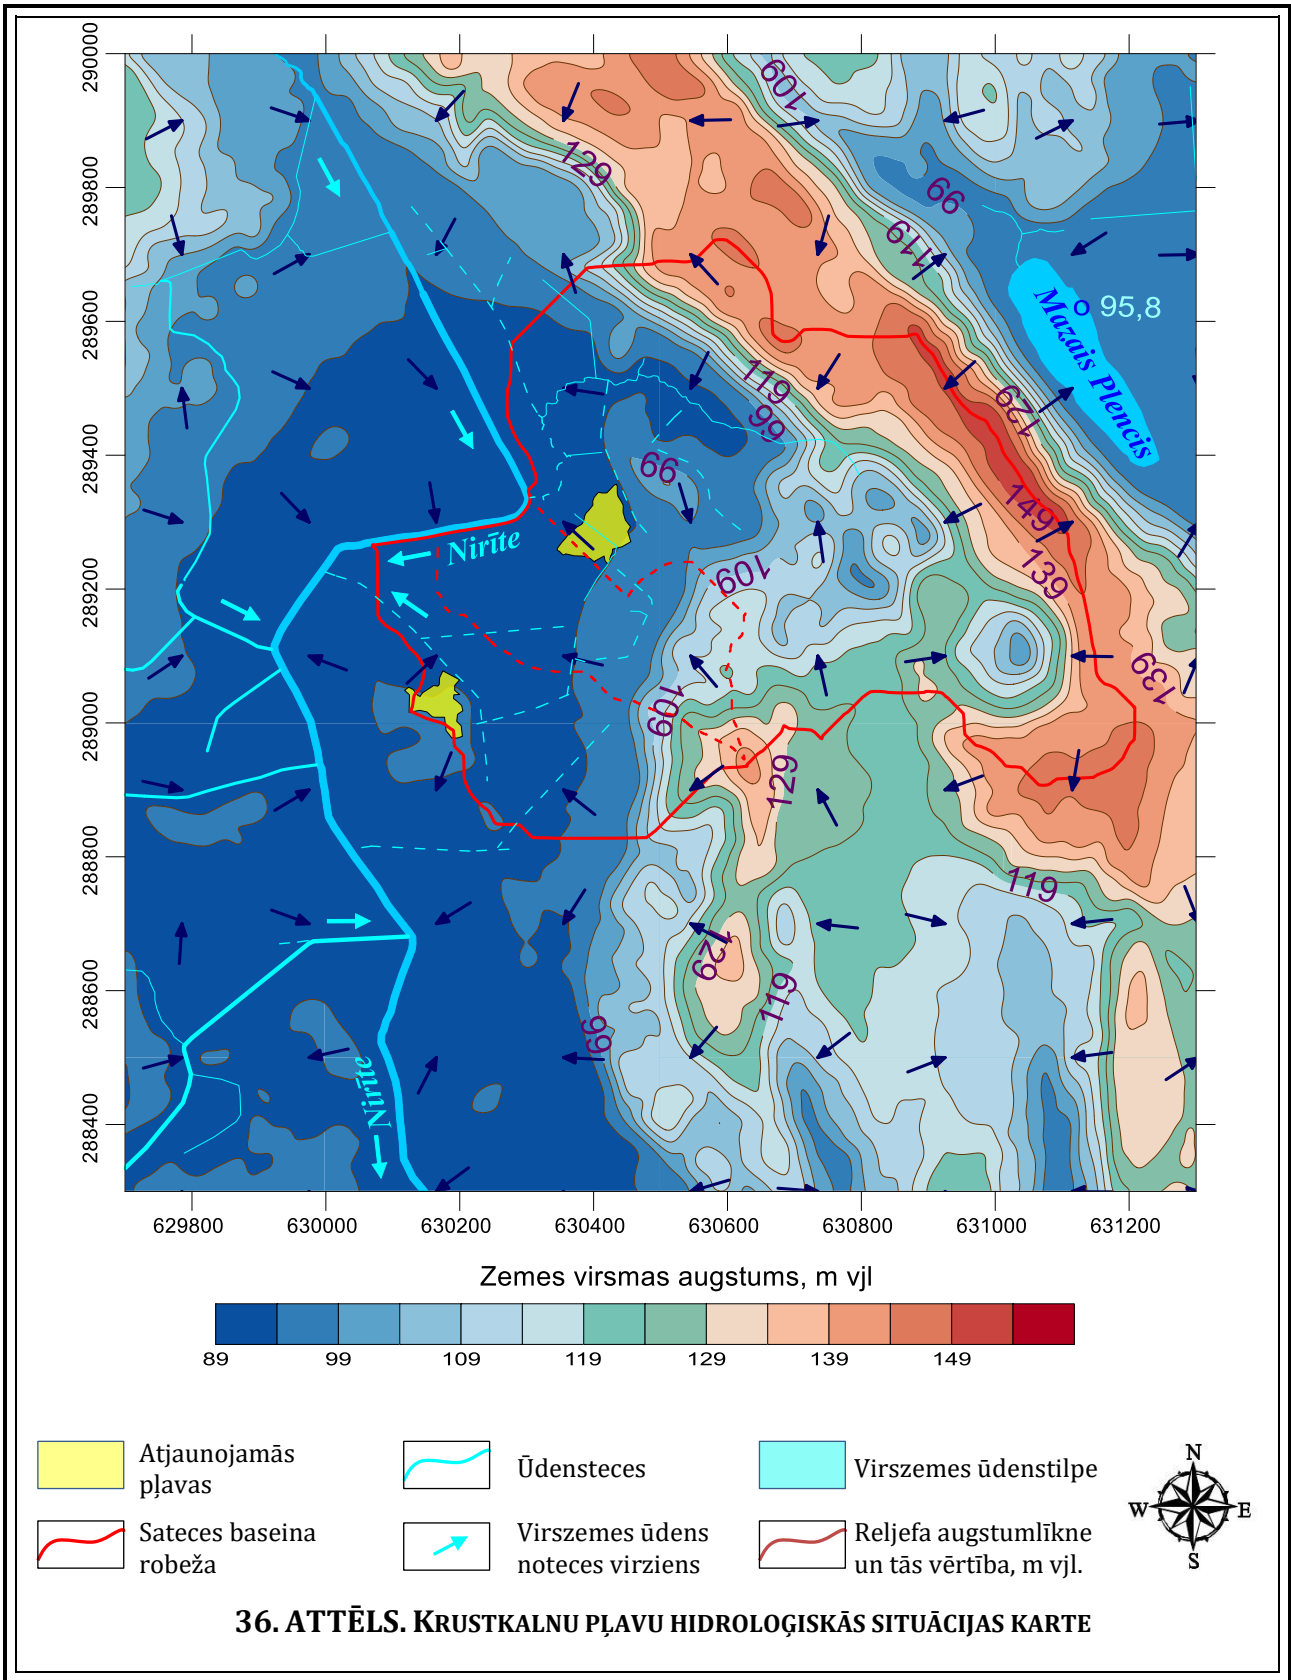 290000
289800
289600
289400
289200
289000
288800
288600
288400
109
129
99
119
Mazais Plencis
95,8
119
99
129
99
149
Nirīte
109
139
139
109
129
119
129
119
99
Nirīte
629800 630000 630200 630400 630600 630800 631000 631200
Zemes virsmas augstums, m vjl
89 99 109 119 129 139 149
Atjaunojamās
pļavas
Ūdensteces
Virszemes ūdenstilpe
Sateces baseina
robeža
Virszemes ūdens
noteces virziens
Reljefa augstumlīkne
un tās vērtība, m vjl.
N
W E
S
36. ATTĒLS. KRUSTKALNU PĻAVU HIDROLOĢISKĀS SITUĀCIJAS KARTE